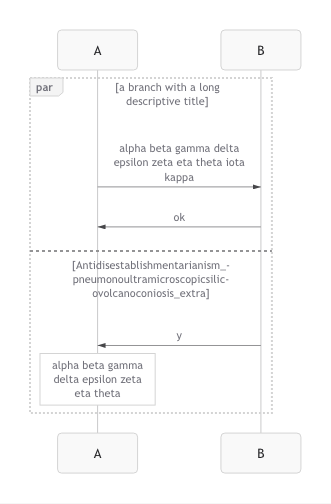 A
B
par
[a branch with a long
descriptive title]
alpha beta gamma delta
epsilon zeta eta theta iota
kappa
ok
[Antidisestablishmentarianism_-
pneumonoultramicroscopicsilic-
ovolcanoconiosis_extra]
y
alpha beta gamma
delta epsilon zeta
eta theta
A
B